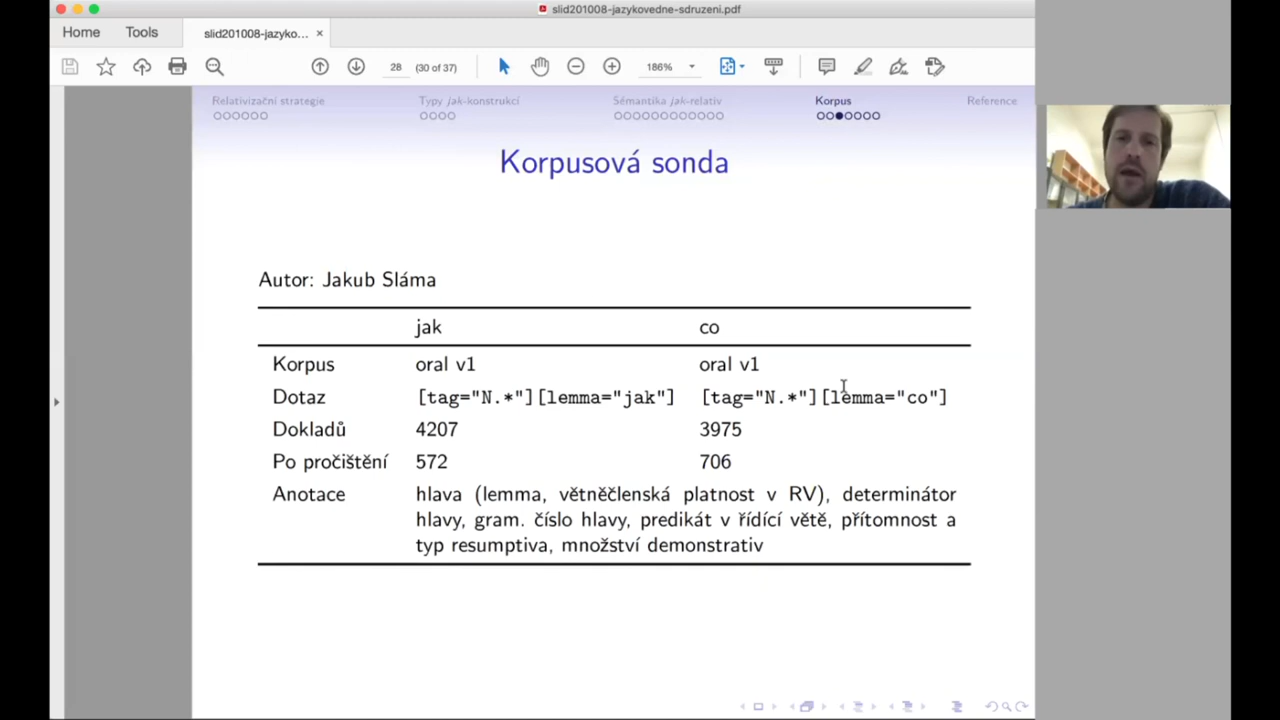 slid201008-jazykovedne-sdruzeni.pdf
Home Tools slid201008-jazyko... ×
28 (30 of 37) 186%
Relativizační strategie Typy jak-konstrukcí Sémantika jak-relativ Korpus Reference
Korpusová sonda
Autor: Jakub Sláma
jak co
Korpus oral v1 oral v1
Dotaz [tag="N.*"][lemma="jak"] [tag="N.*"][lemma="co"]
Dokladů 4207 3975
Po pročištění 572 706
Anotace hlava (lemma, větněčlenská platnost v RV), determinátor
hlavy, gram. číslo hlavy, predikát v řídící větě, přítomnost a
typ resumptiva, množství demonstrativ